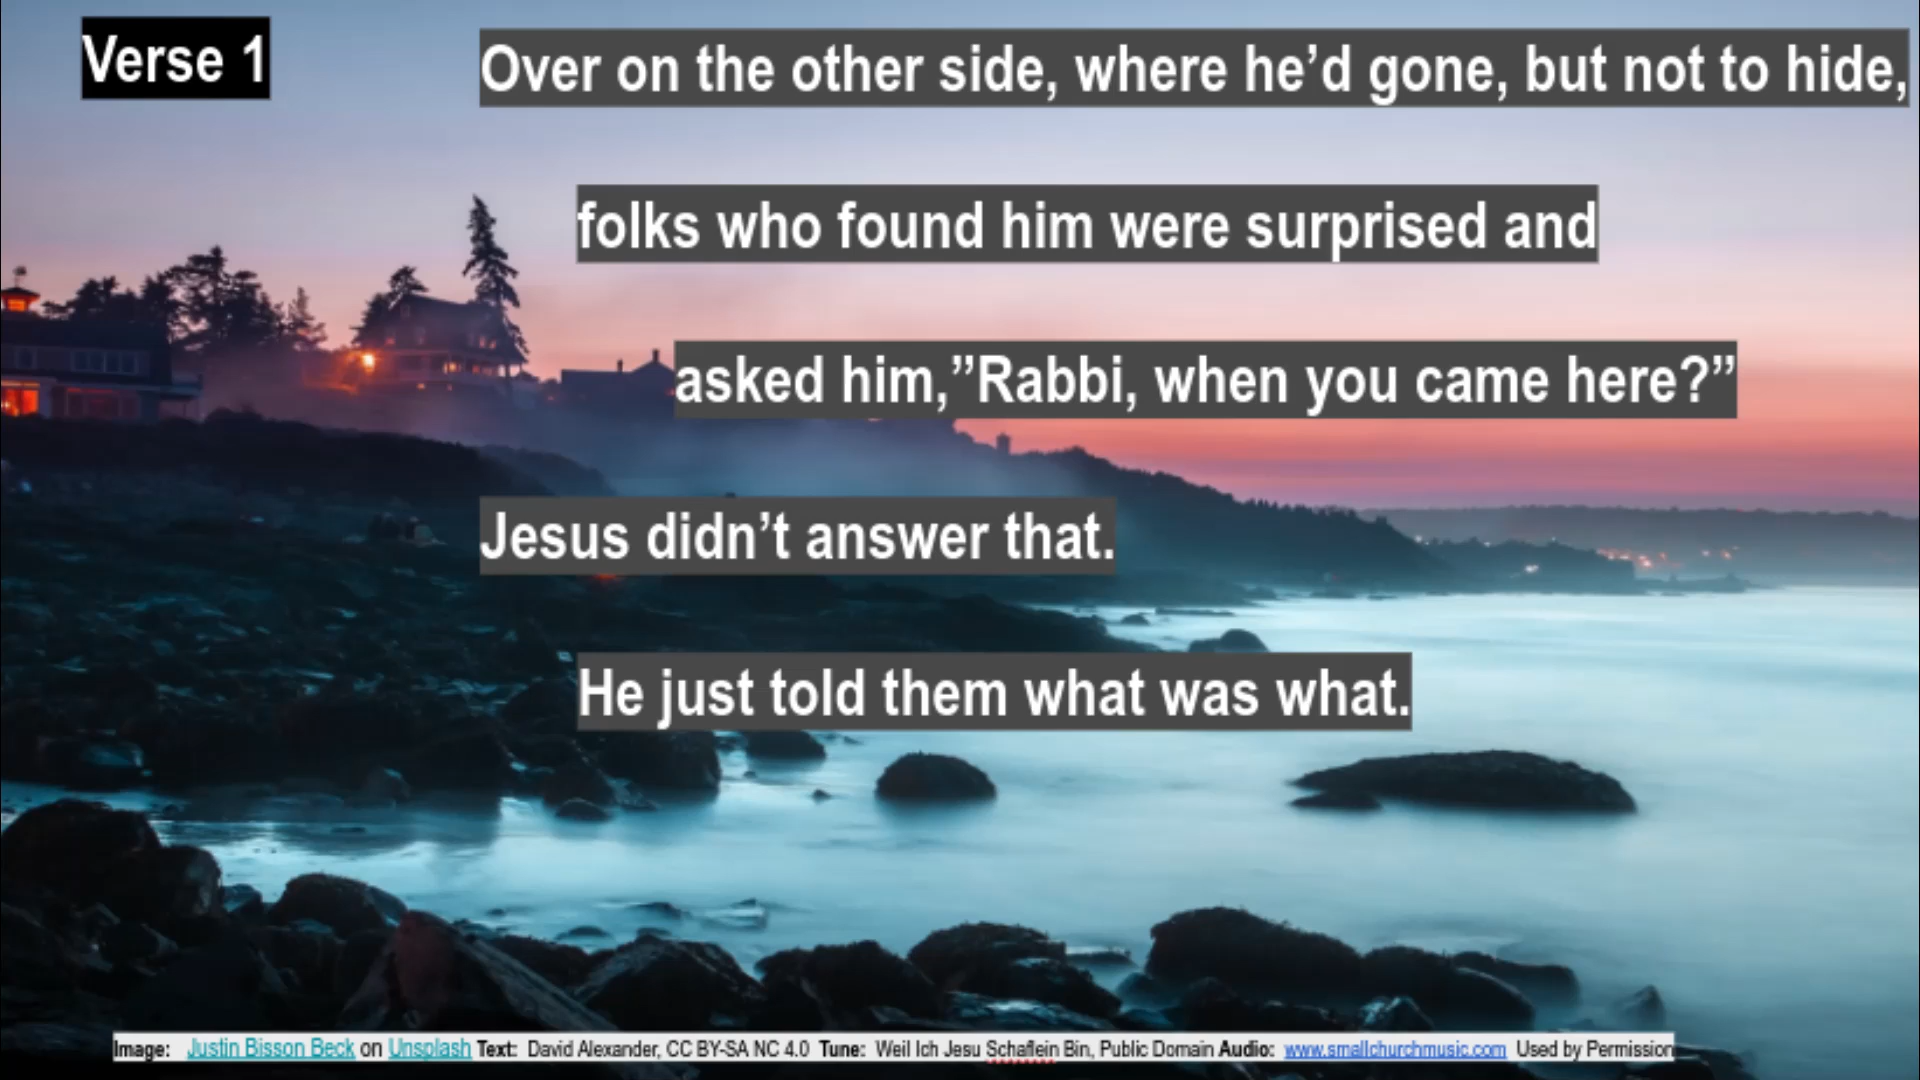 Verse 1
Over on the other side, where he’d gone, but not to hide,
folks who found him were surprised and
asked him,”Rabbi, when you came here?”
Jesus didn’t answer that.
He just told them what was what.
Image: Justin Bisson Beck on Unsplash Text: David Alexander, CC BY-SA NC 4.0 Tune: Weil Ich Jesu Schaflein Bin, Public Domain Audio: www.smallchurchmusic.com Used by Permission